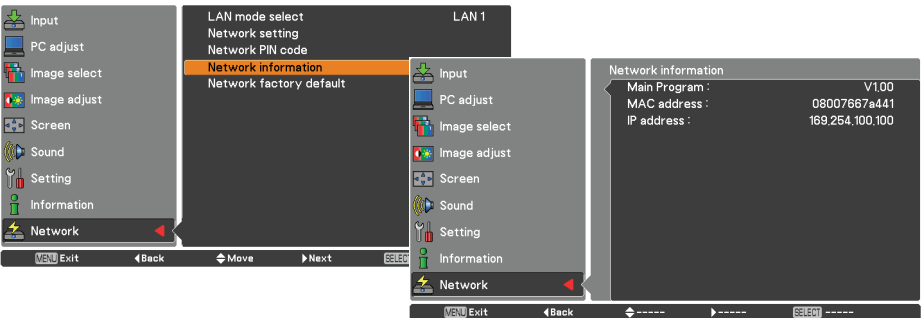 Input
PC adjust
Image select
Image adjust
Screen
Sound
Setting
Information
Network
LAN mode select LAN 1
Network setting
Network PIN code
Network information
Network factory default
MENU Exit Back Move Next SELECT
Input
PC adjust
Image select
Image adjust
Screen
Sound
Setting
Information
Network
Network information
Main Program : V1.00
MAC address : 08007667a441
IP address : 169.254.100.100
MENU Exit Back ----- ----- SELECT -----